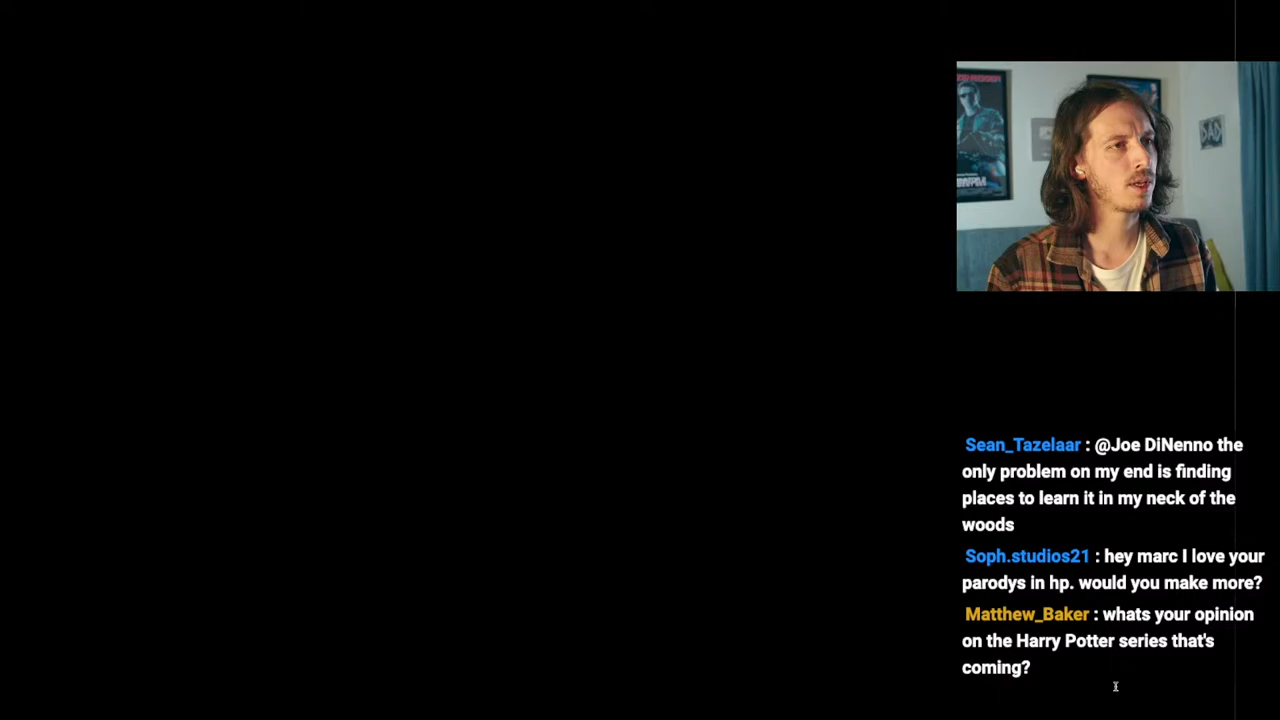 DAD
Sean_Tazelaar : @Joe DiNenno the
only problem on my end is finding
places to learn it in my neck of the
woods
Soph.studios21 : hey marc I love your
parodys in hp. would you make more?
Matthew_Baker : whats your opinion
on the Harry Potter series that's
coming?